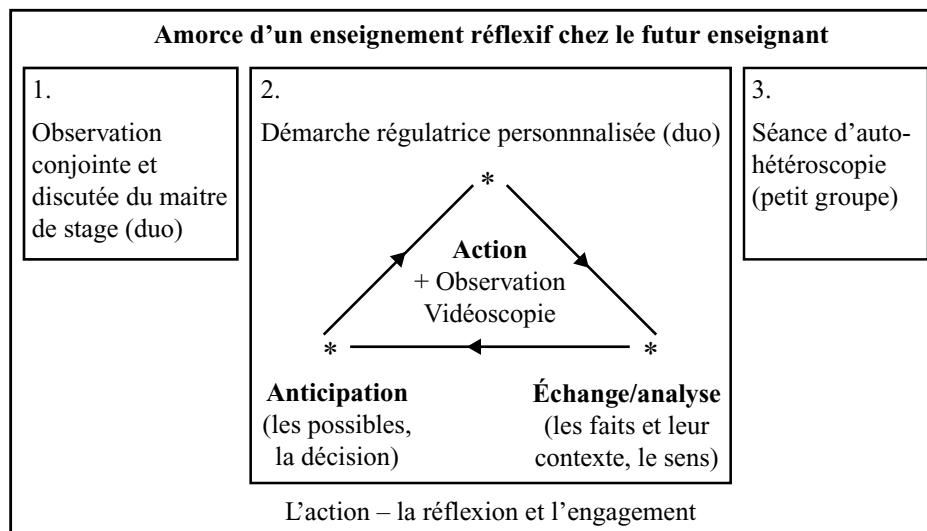 Amorce d’un enseignement réflexif chez le futur enseignant
1.
Observation
conjointe et
discutée du maitre
de stage (duo)
2.
Démarche régulatrice personnnalisée (duo)
*
Action
+ Observation
Vidéoscopie
* *
Anticipation
(les possibles,
la décision)
Échange/analyse
(les faits et leur
contexte, le sens)
3.
Séance d’auto-
hétéroscopie
(petit groupe)
L’action – la réflexion et l’engagement